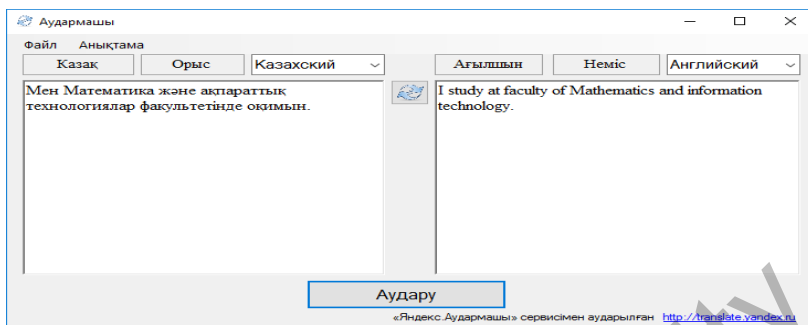 Аудармашы
Файл Анықтама
Казақ Орыс Казахский Ағылшын Неміс Английский
Мен Математика және ақпараттық
технологиялар факультетінде оқимын.
I study at faculty of Mathematics and information
technology.
Аудару
«Яндекс.Аудармашы» сервисімен аударылған http://translate.yandex.ru